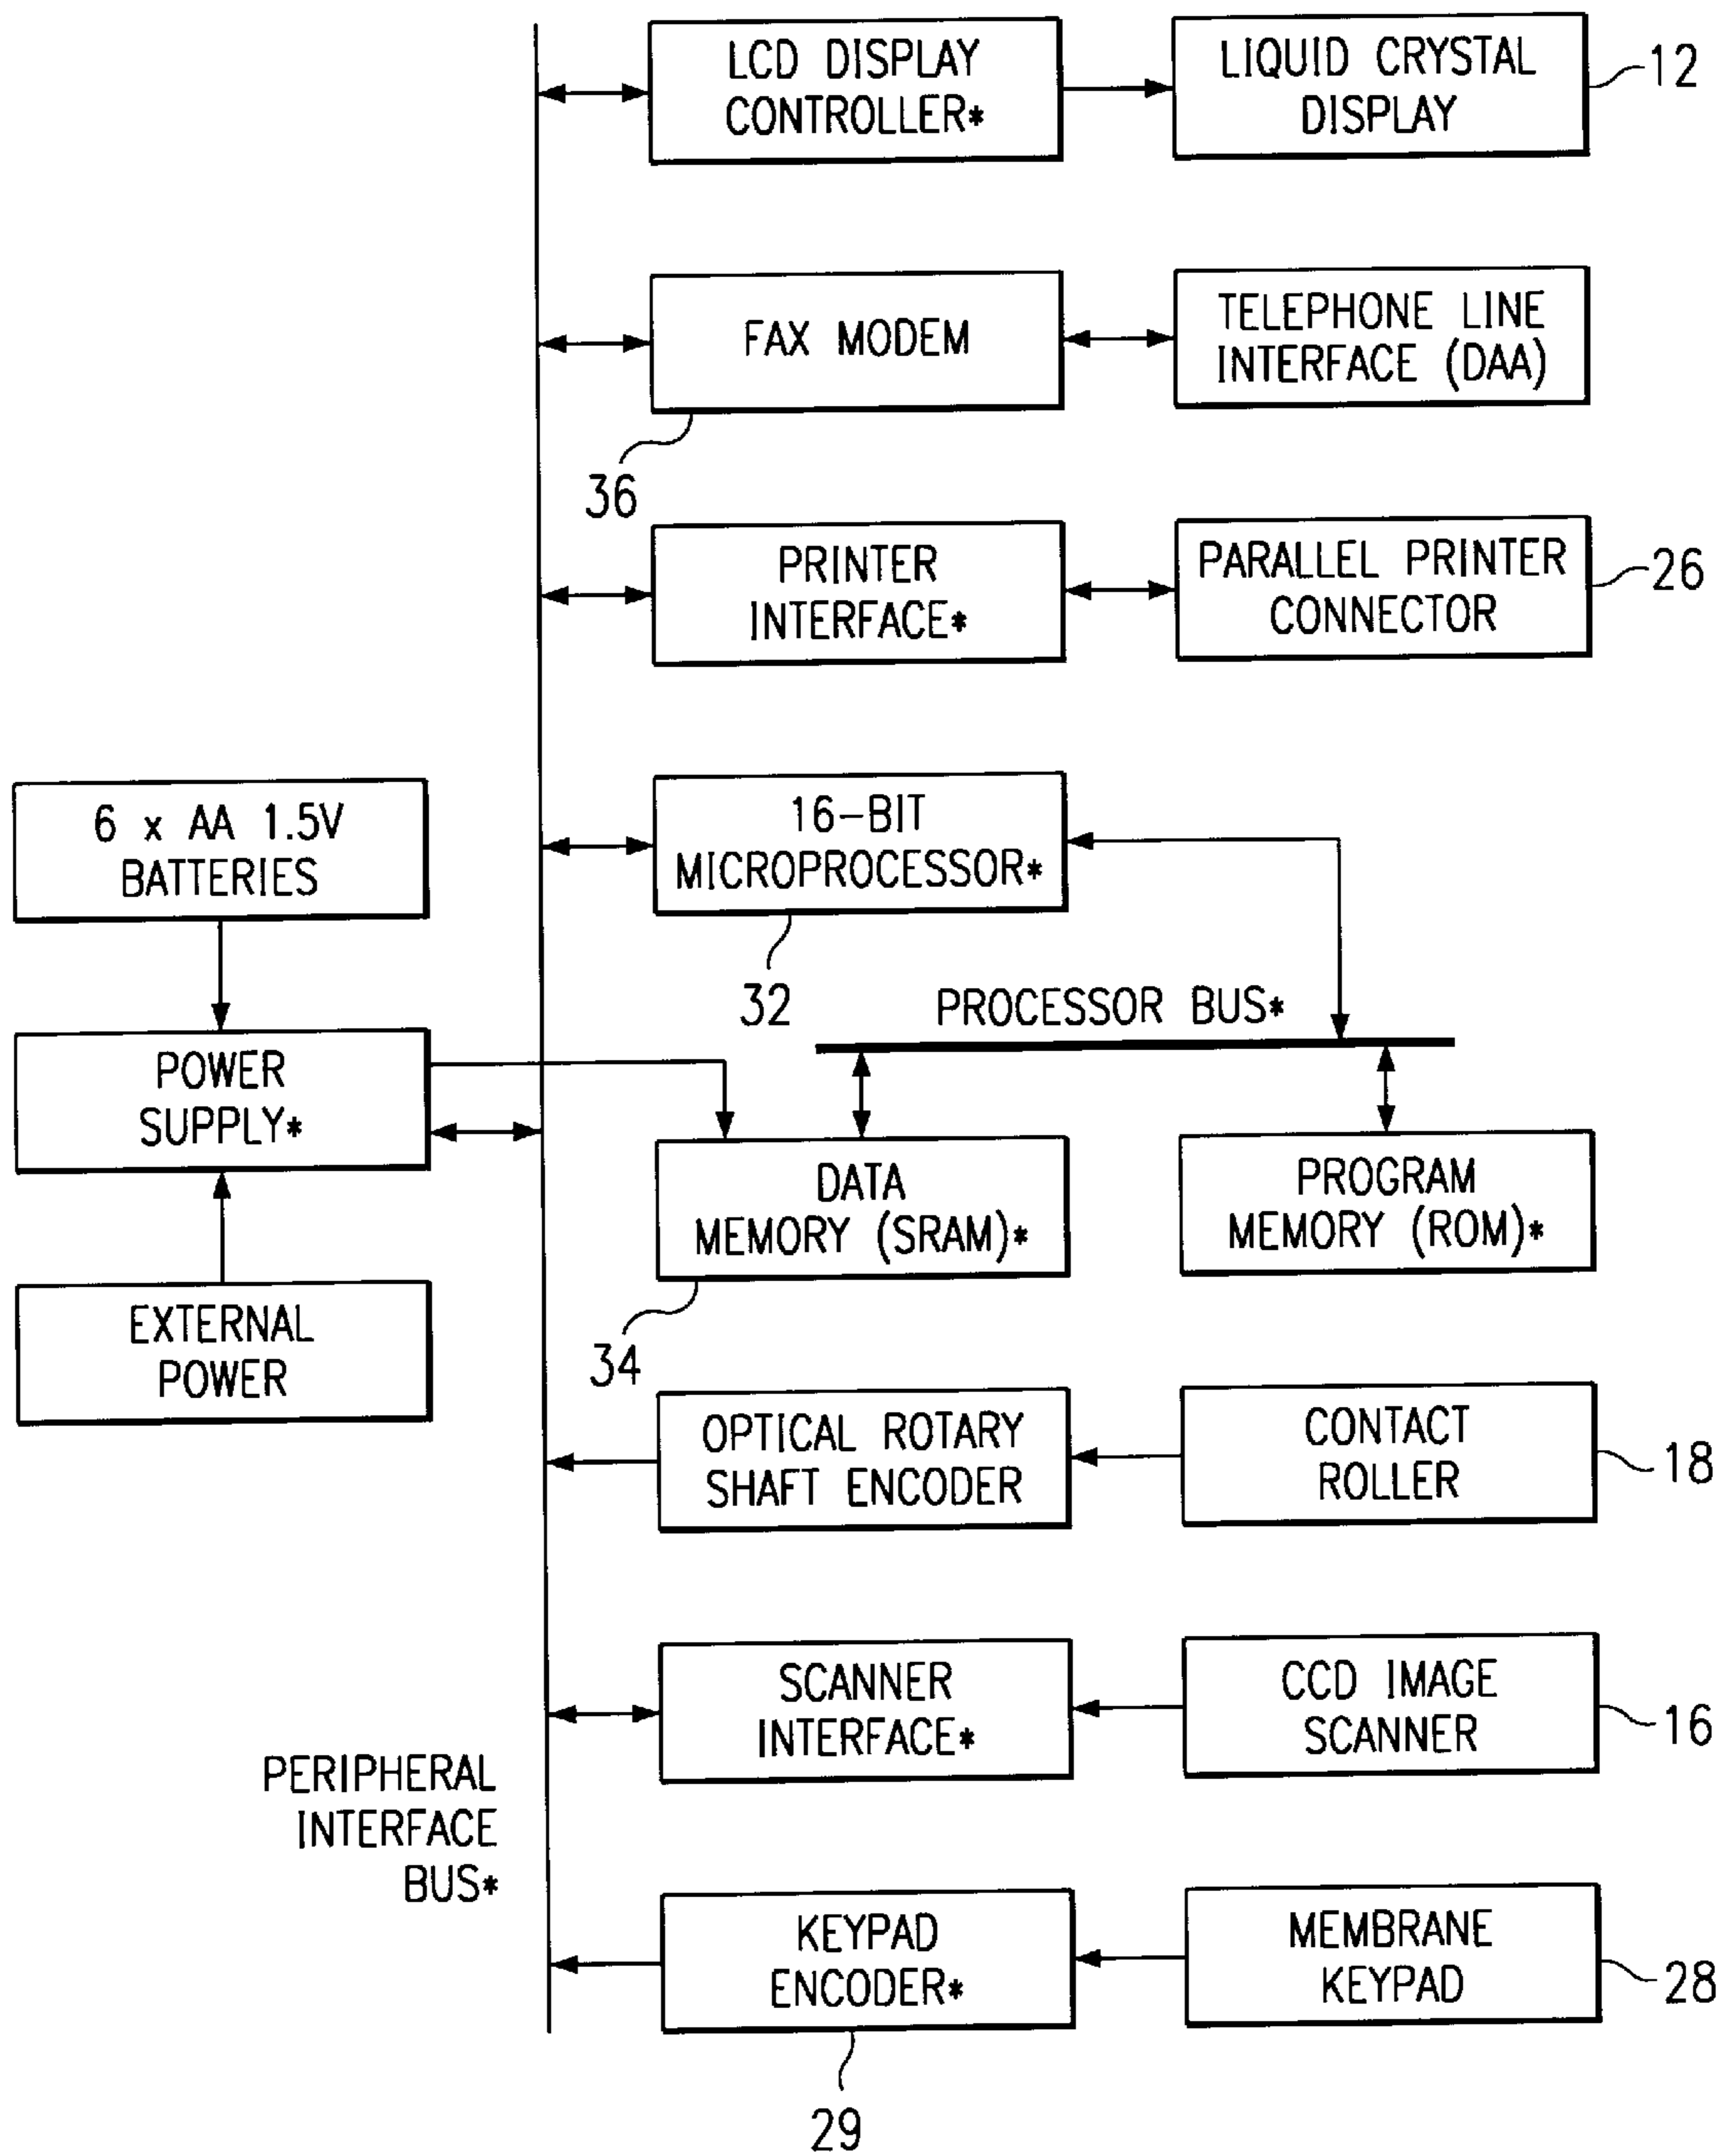 LCD DISPLAY
CONTROLLER*
LIQUID CRYSTAL
DISPLAY
12
FAX MODEM
TELEPHONE LINE
INTERFACE (DAA)
36
PRINTER
INTERFACE*
PARALLEL PRINTER
CONNECTOR
26
6 x AA 1.5V
BATTERIES
16-BIT
MICROPROCESSOR*
32
PROCESSOR BUS*
POWER
SUPPLY*
DATA
MEMORY (SRAM)*
PROGRAM
MEMORY (ROM)*
EXTERNAL
POWER
34
OPTICAL ROTARY
SHAFT ENCODER
CONTACT
ROLLER
18
SCANNER
INTERFACE*
CCD IMAGE
SCANNER
16
PERIPHERAL
INTERFACE
BUS*
KEYPAD
ENCODER*
MEMBRANE
KEYPAD
28
29